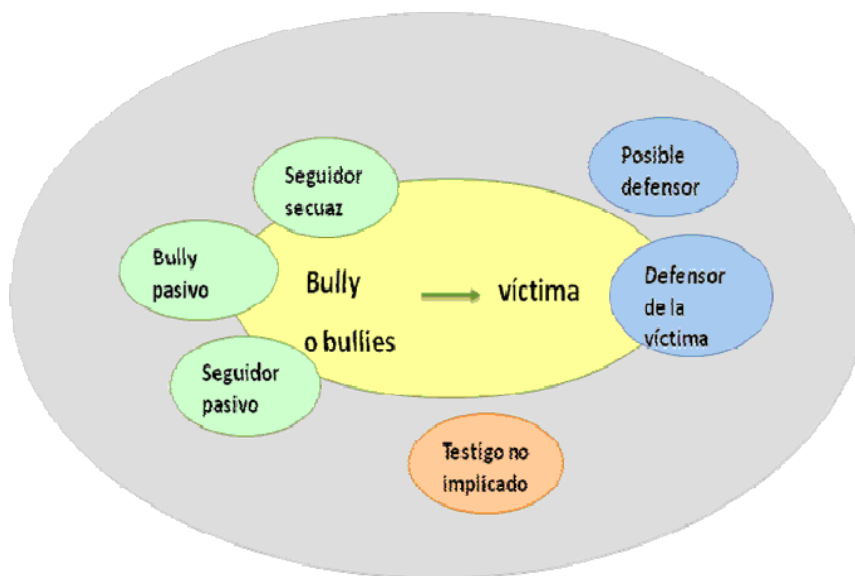 Posible
defensor
Seguidor
secuaz
Bully
pasivo
Bully
o bullies
víctima
Defensor
de la
víctima
Seguidor
pasivo
Testigo no
implicado